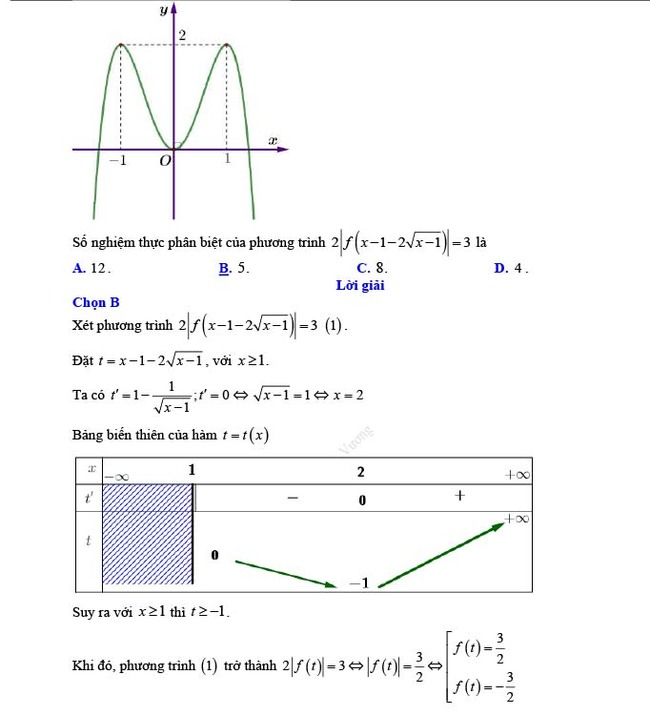 y
2
x
−1 O 1
Số nghiệm thực phân biệt của phương trình 2|f(x−1−2√(x−1))|=3 là
A. 12. B. 5. C. 8. D. 4.
Lời giải
Chọn B
Xét phương trình 2|f(x−1−2√(x−1))|=3 (1).
Đặt t=x−1−2√(x−1), với x≥1.
Ta có t'=1−1/√(x−1); t'=0⇔√(x−1)=1⇔x=2
Bảng biến thiên của hàm t=t(x)
Vương
x −∞ 1 2 +∞
t' − 0 +
t 0 −1 +∞
Suy ra với x≥1 thì t≥−1.
Khi đó, phương trình (1) trở thành 2|f(t)|=3⇔|f(t)|=3/2⇔[f(t)=3/2
f(t)=−3/2